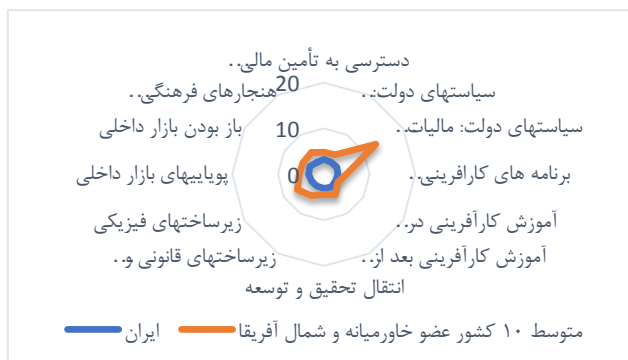 دسترسی به تأمین مالی..
سیاستهای دولت:..
سیاستهای دولت: مالیات..
برنامه های کارافرینی..
آموزش کارآفرینی در..
آموزش کارآفرینی بعد از..
انتقال تحقیق و توسعه
زیرساختهای قانونی و..
زیرساختهای فیزیکی
پویاییهای بازار داخلی
باز بودن بازار داخلی
هنجارهای فرهنگی..
20
10
0
متوسط ۱۰ کشور عضو خاورمیانه و شمال آفریقا
ایران